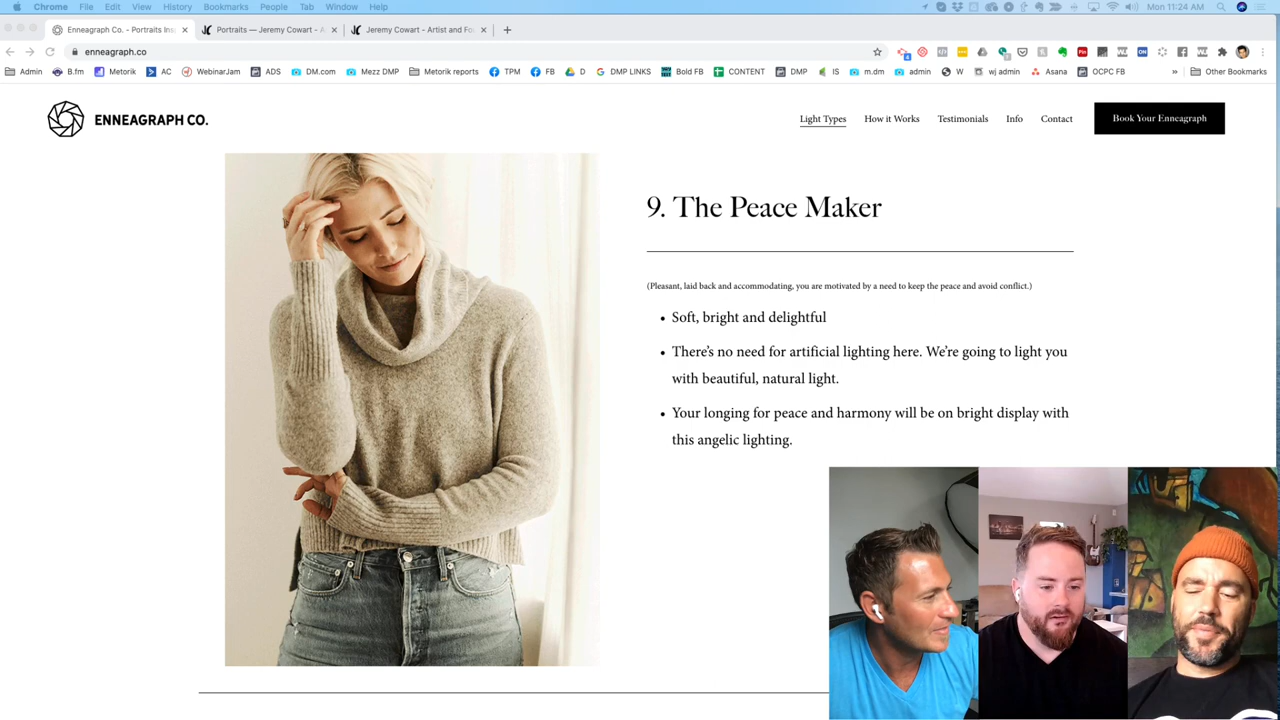 Chrome File Edit View History Bookmarks People Tab Window Help Mon 11:24 AM
Enneagraph Co. - Portraits Ins Portraits — Jeremy Cowart - A Jeremy Cowart - Artist and Fo
enneagraph.co
Admin B.fm Metorik AC WebinarJam ADS DM.com Mezz DMP Metorik reports TPM FB D DMP LINKS Bold FB CONTENT DMP IS m.dm admin W wj admin Asana OCPC FB » Other Bookmarks
ENNEAGRAPH CO. Light Types How it Works Testimonials Info Contact Book Your Enneagraph
9. The Peace Maker
(Pleasant, laid back and accommodating, you are motivated by a need to keep the peace and avoid conflict.)
• Soft, bright and delightful
• There’s no need for artificial lighting here. We’re going to light you
with beautiful, natural light.
• Your longing for peace and harmony will be on bright display with
this angelic lighting.